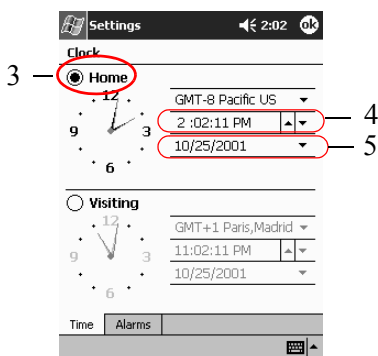 Settings 2:02 ok
Clock
3
Home
12
3
6
9
GMT-8 Pacific US
2 :02:11 PM
4
10/25/2001
5
Visiting
12
3
6
9
GMT+1 Paris,Madrid
11:02:11 PM
10/25/2001
Time Alarms